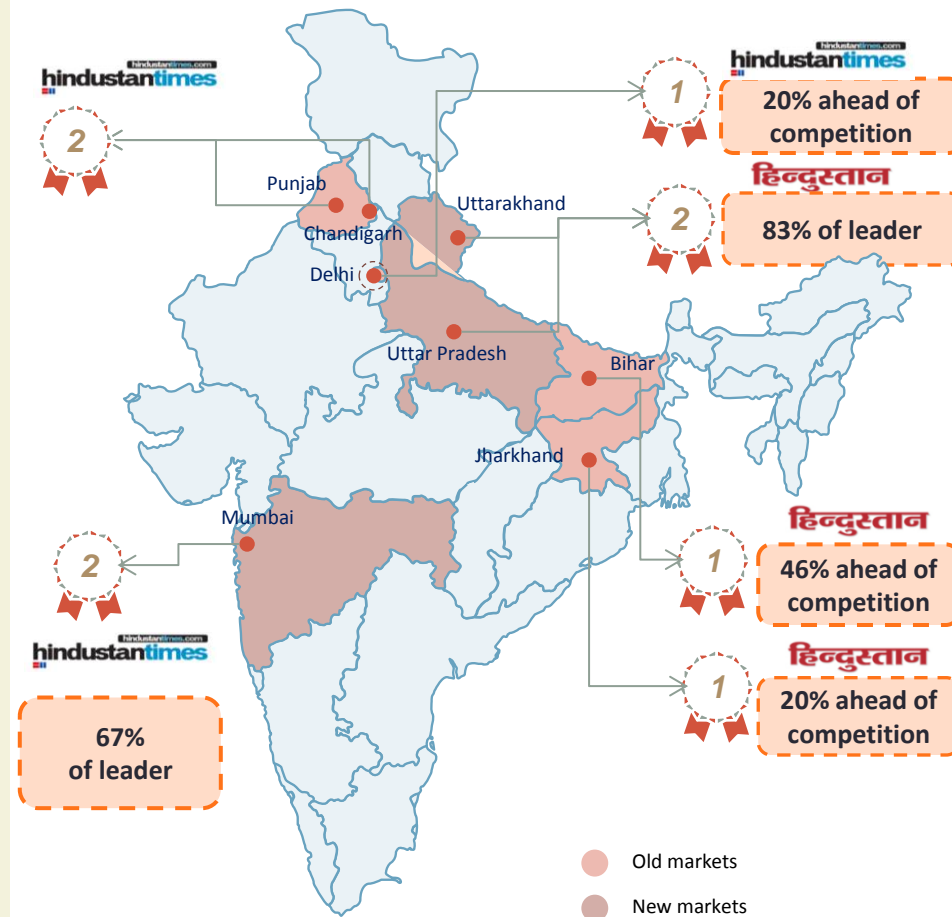 hindustantimes.com
hindustantimes
2
hindustantimes.com
hindustantimes
1
20% ahead of
competition
हिन्दुस्तान
2
83% of leader
Punjab
Chandigarh
Delhi
Uttarakhand
Uttar Pradesh
Bihar
Jharkhand
Mumbai
2
hindustantimes.com
hindustantimes
67%
of leader
हिन्दुस्तान
1
46% ahead of
competition
हिन्दुस्तान
1
20% ahead of
competition
Old markets
New markets